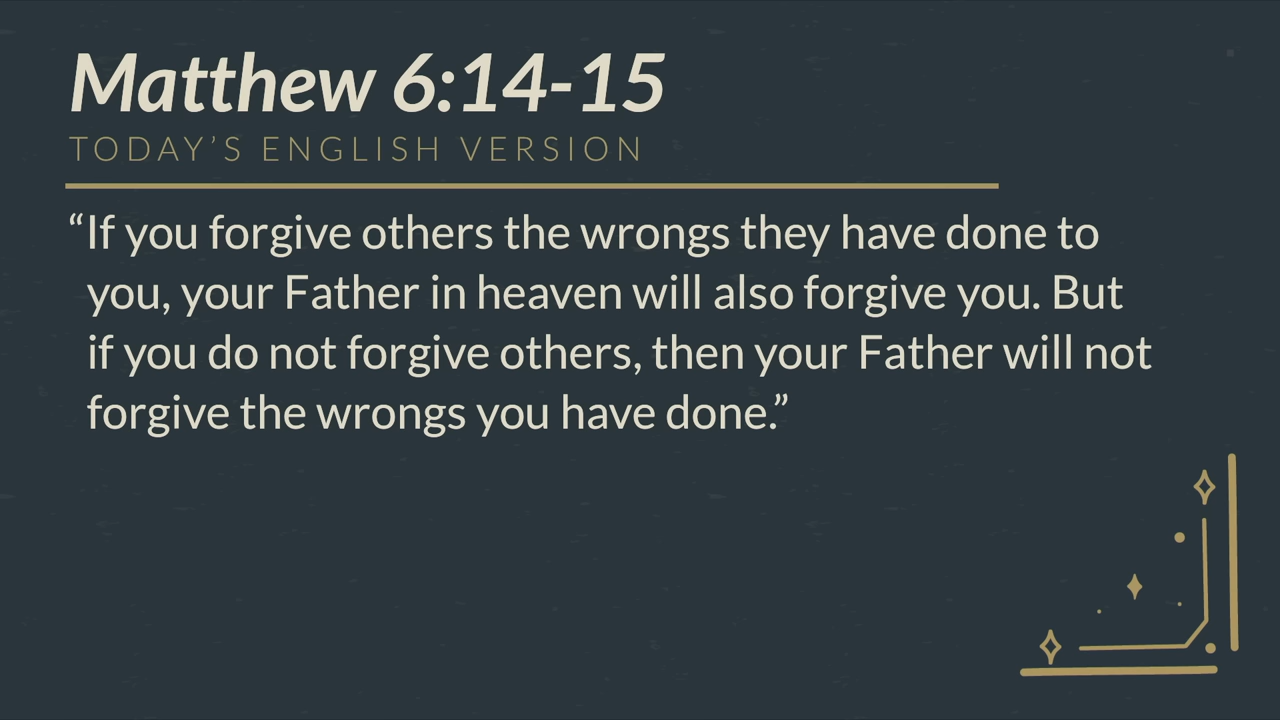 Matthew 6:14-15
TODAY’S ENGLISH VERSION
“If you forgive others the wrongs they have done to
you, your Father in heaven will also forgive you. But
if you do not forgive others, then your Father will not
forgive the wrongs you have done.”